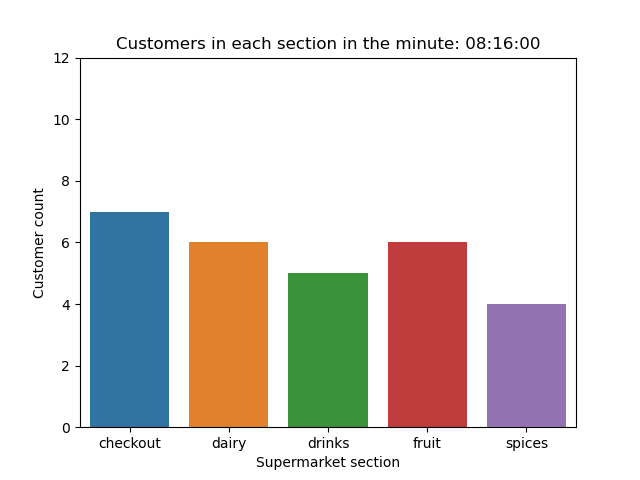 Customers in each section in the minute: 08:16:00
12
10
8
6
4
2
0
Customer count
checkout dairy drinks fruit spices
Supermarket section